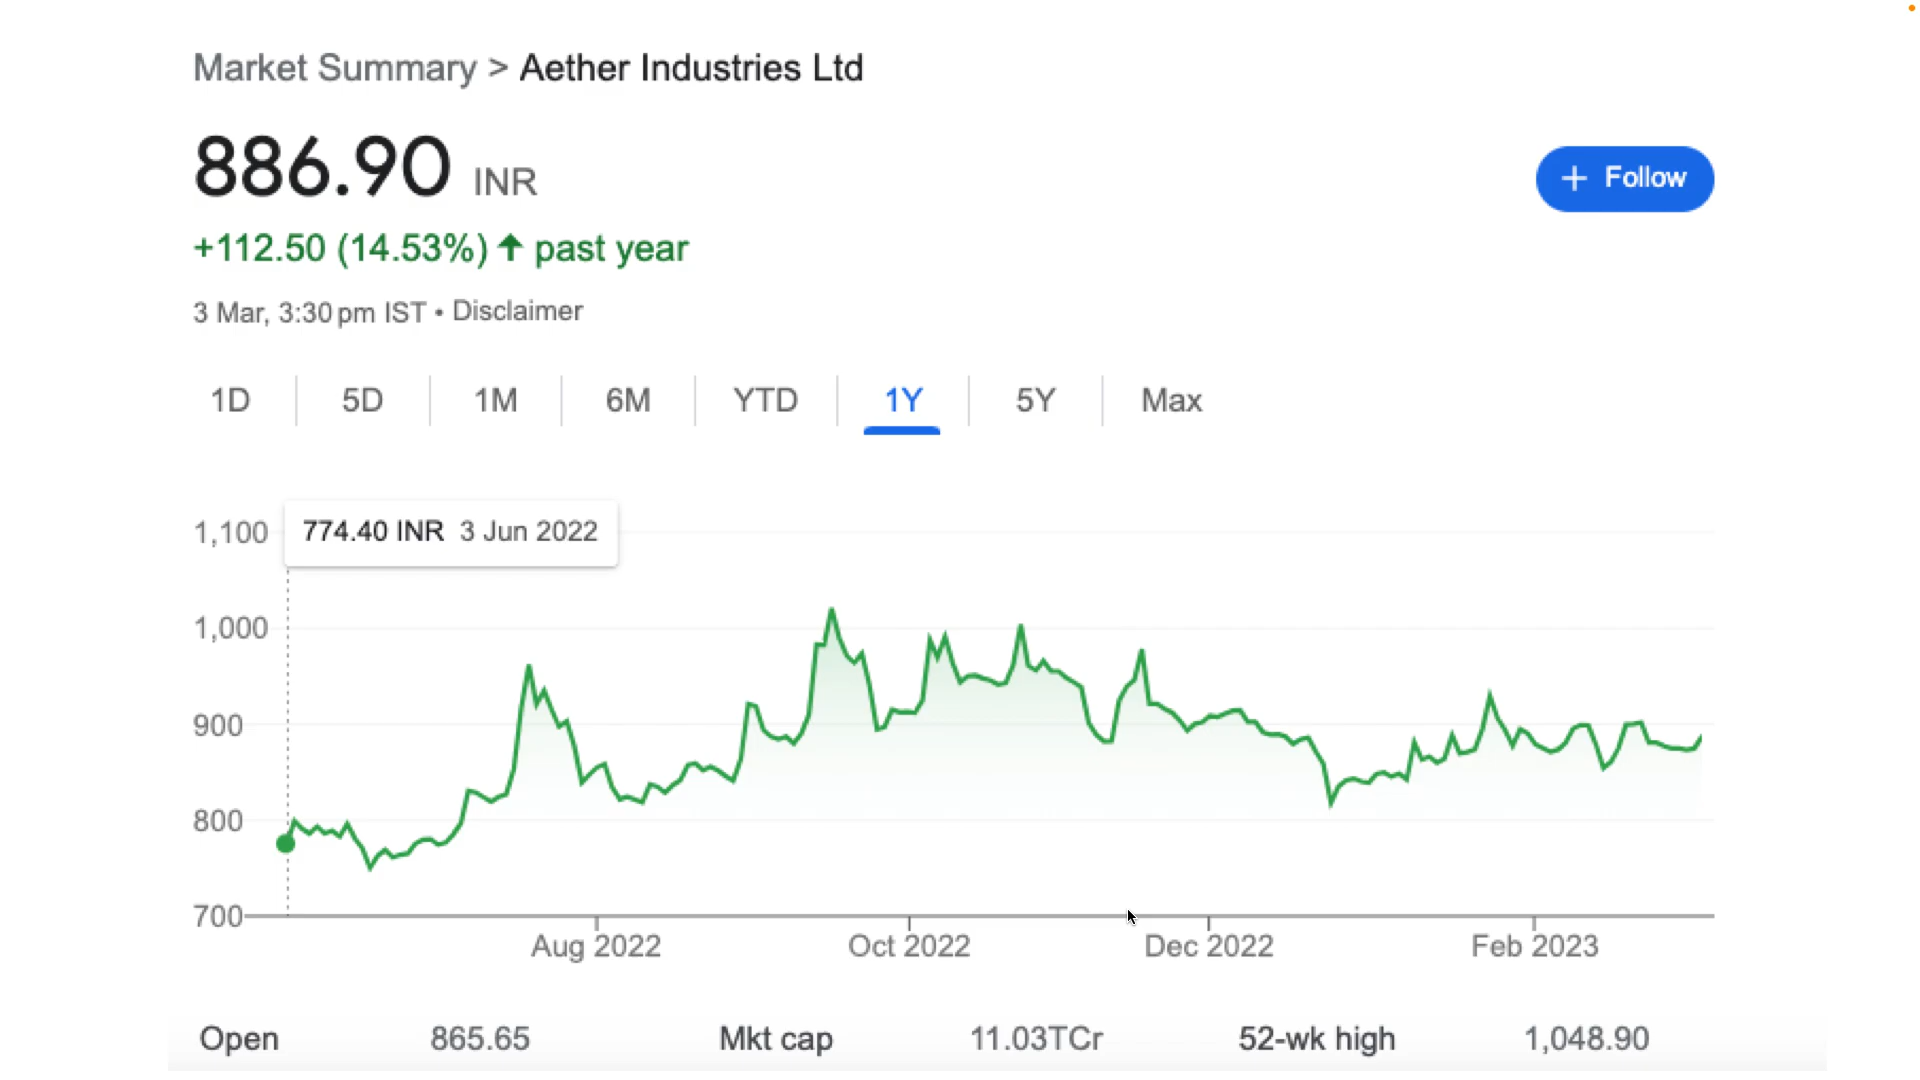 Market Summary > Aether Industries Ltd
886.90 INR
+ Follow
+112.50 (14.53%) ↑ past year
3 Mar, 3:30 pm IST • Disclaimer
1D 5D 1M 6M YTD 1Y 5Y Max
774.40 INR 3 Jun 2022
1,100
1,000
900
800
700
Aug 2022 Oct 2022 Dec 2022 Feb 2023
Open 865.65 Mkt cap 11.03TCr 52-wk high 1,048.90